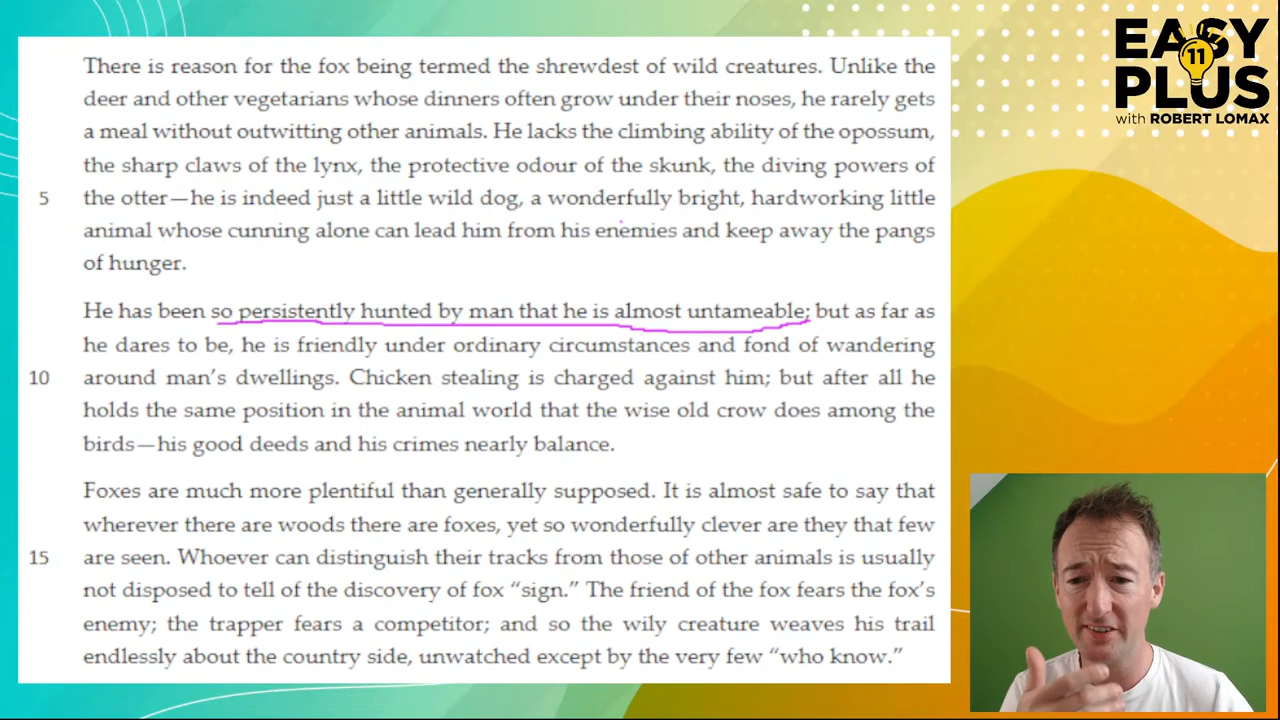 There is reason for the fox being termed the shrewdest of wild creatures. Unlike the
deer and other vegetarians whose dinners often grow under their noses, he rarely gets
a meal without outwitting other animals. He lacks the climbing ability of the opossum,
the sharp claws of the lynx, the protective odour of the skunk, the diving powers of
5 the otter—he is indeed just a little wild dog, a wonderfully bright, hardworking little
animal whose cunning alone can lead him from his enemies and keep away the pangs
of hunger.
He has been so persistently hunted by man that he is almost untameable; but as far as
he dares to be, he is friendly under ordinary circumstances and fond of wandering
10 around man's dwellings. Chicken stealing is charged against him; but after all he
holds the same position in the animal world that the wise old crow does among the
birds—his good deeds and his crimes nearly balance.
Foxes are much more plentiful than generally supposed. It is almost safe to say that
wherever there are woods there are foxes, yet so wonderfully clever are they that few
15 are seen. Whoever can distinguish their tracks from those of other animals is usually
not disposed to tell of the discovery of fox “sign.” The friend of the fox fears the fox's
enemy; the trapper fears a competitor; and so the wily creature weaves his trail
endlessly about the country side, unwatched except by the very few “who know.”
EASY
11
PLUS
with ROBERT LOMAX